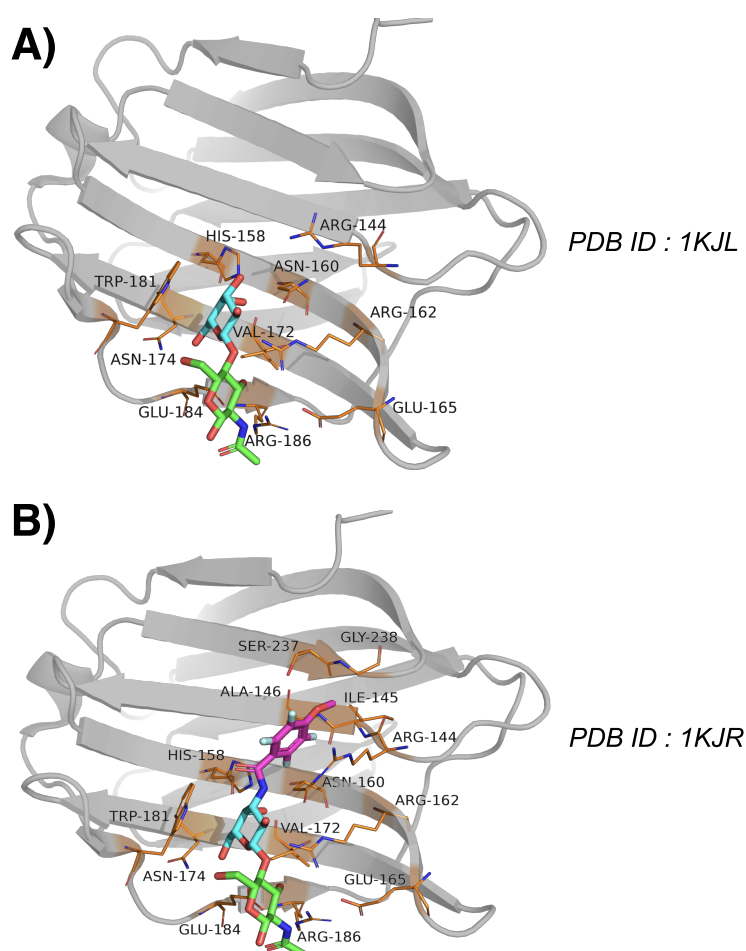 A)
ARG-144
HIS-158
PDB ID : 1KJL
ASN-160
TRP-181
ARG-162
VAL-172
ASN-174
GLU-184
GLU-165
ARG-186
B)
GLY-238
SER-237
ALA-146
ILE-145
ARG-144
PDB ID : 1KJR
HIS-158
ASN-160
ARG-162
TRP-181
VAL-172
ASN-174
GLU-165
GLU-184
ARG-186